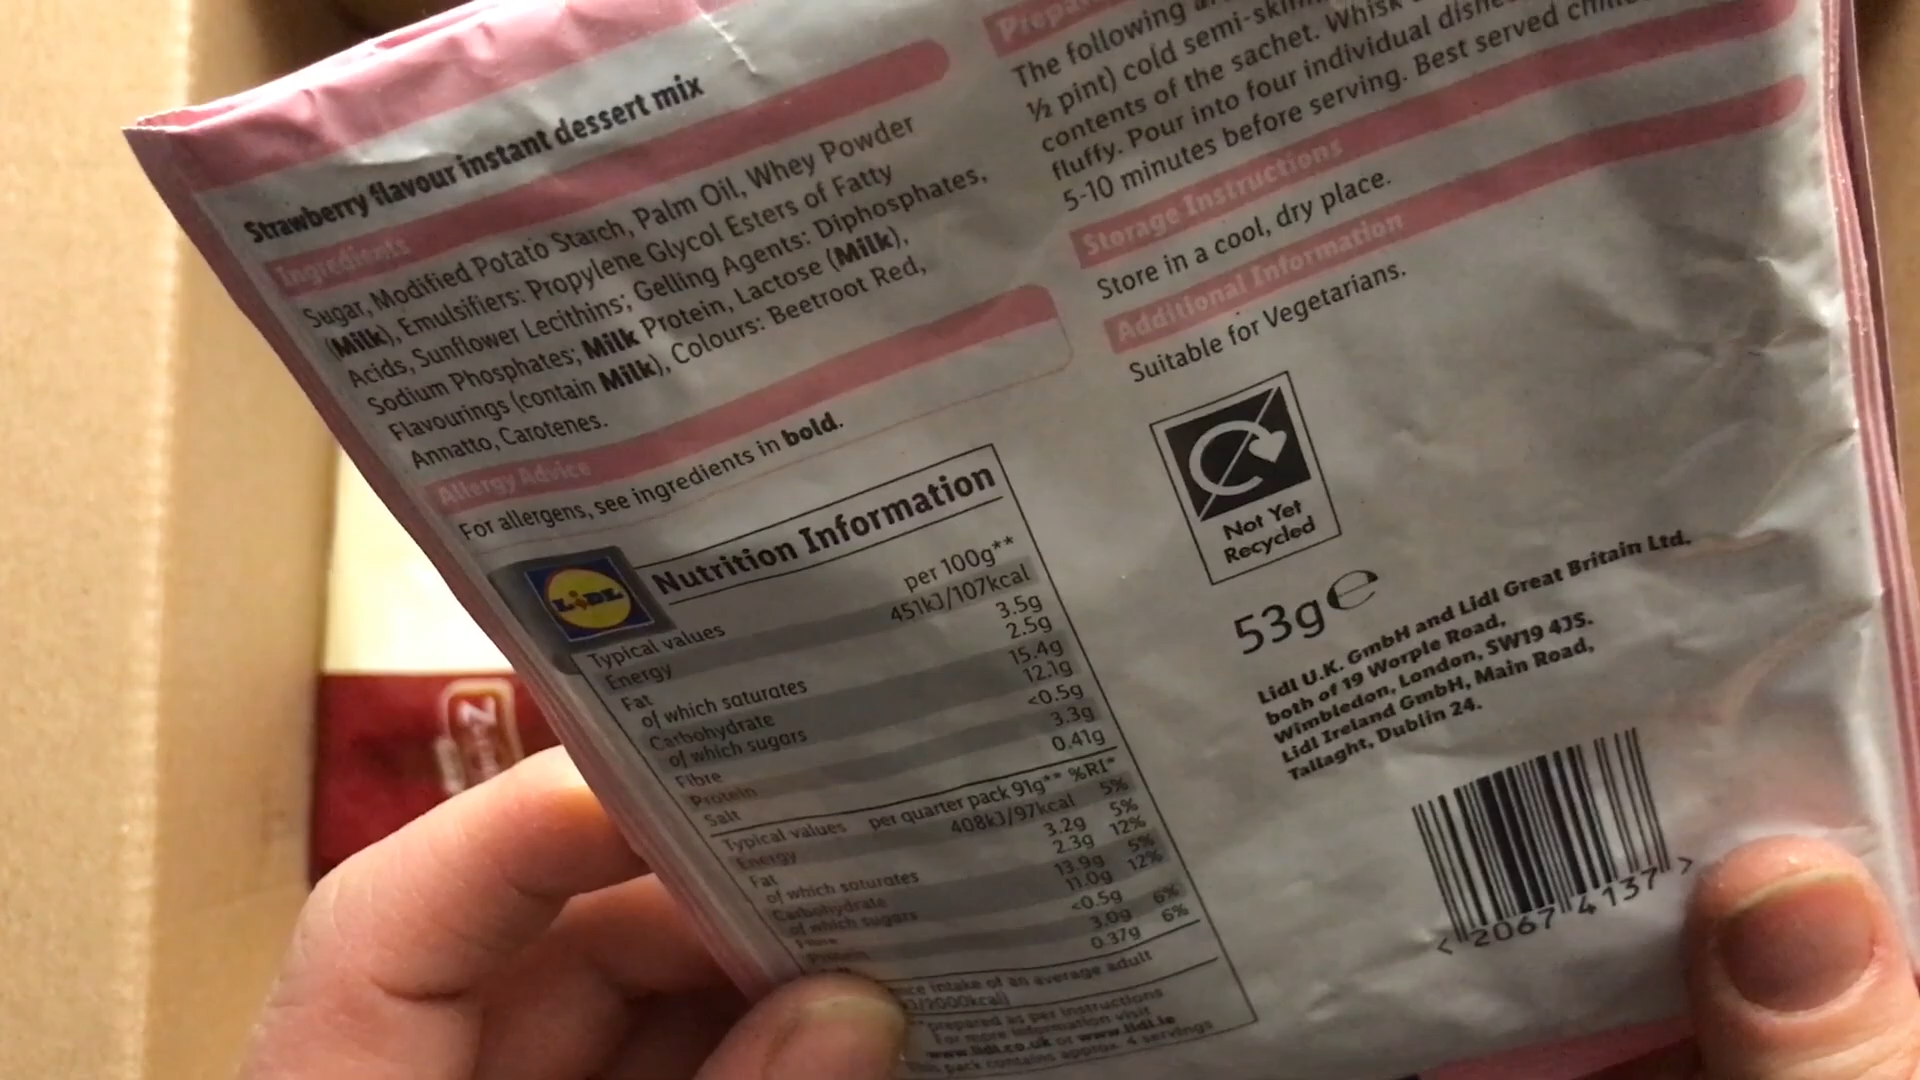 Strawberry flavour instant dessert mix
Ingredients
Sugar, Modified Potato Starch, Palm Oil, Whey Powder
(Milk), Emulsifiers: Propylene Glycol Esters of Fatty
Acids, Sunflower Lecithins; Gelling Agents: Diphosphates,
Sodium Phosphates; Milk Protein, Lactose (Milk),
Flavourings (contain Milk), Colours: Beetroot Red,
Annatto, Carotenes.
Allergy Advice
For allergens, see ingredients in bold.
LIDL
Nutrition Information
Typical values per 100g**
Energy 451kJ/107kcal
Fat 3.5g
of which saturates 2.5g
Carbohydrate 15.4g
of which sugars 12.1g
Fibre <0.5g
Protein 3.3g
Salt 0.41g
Typical values per quarter pack 91g** %RI*
Energy 408kJ/97kcal 5%
Fat 3.2g 5%
of which saturates 2.3g 12%
Carbohydrate 13.9g 5%
of which sugars 11.0g 12%
Fibre <0.5g
Protein 3.0g 6%
0.37g 6%
intake of an average adult
/2000kcal)
**prepared as per instructions
For more information visit
www.lidl.co.uk or www.lidl.ie
This pack contains approx. 4 servings
The following
½ pint) cold
contents of the sachet. Whisk
fluffy. Pour into four individual
5-10 minutes before serving. Best served
Storage Instructions
Store in a cool, dry place.
Additional Information
Suitable for Vegetarians.
Not Yet
Recycled
53g℮
Lidl U.K. GmbH and Lidl Great Britain Ltd.
both of 19 Worple Road,
Wimbledon, London, SW19 4JS.
Lidl Ireland GmbH, Main Road,
Tallaght, Dublin 24.
< 2067 4137 >